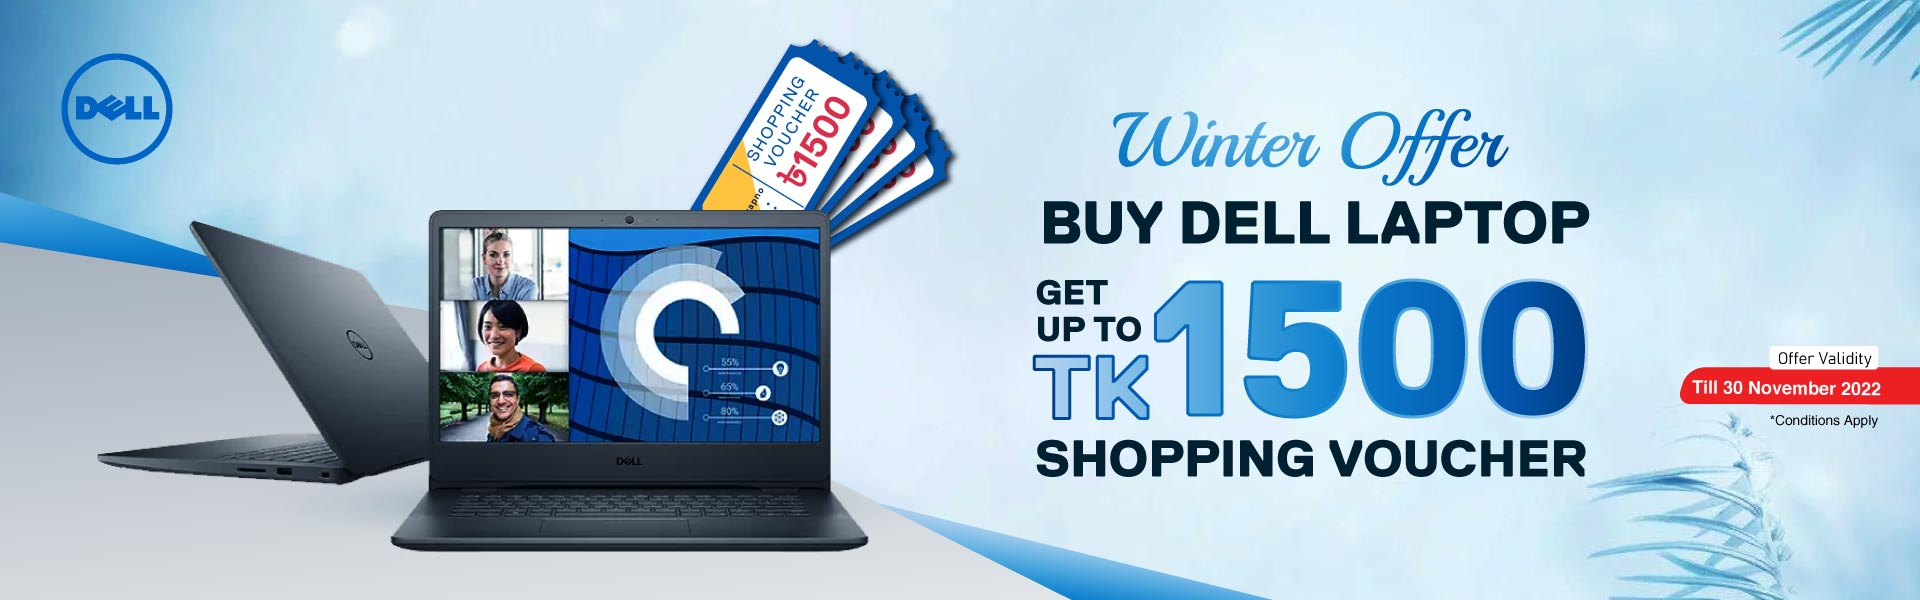 DELL
SHOPPING
VOUCHER
৳1500
Winter Offer
BUY DELL LAPTOP
GET
UP TO
TK 1500
SHOPPING VOUCHER
Offer Validity
Till 30 November 2022
*Conditions Apply
DELL
55%
65%
80%
DELL